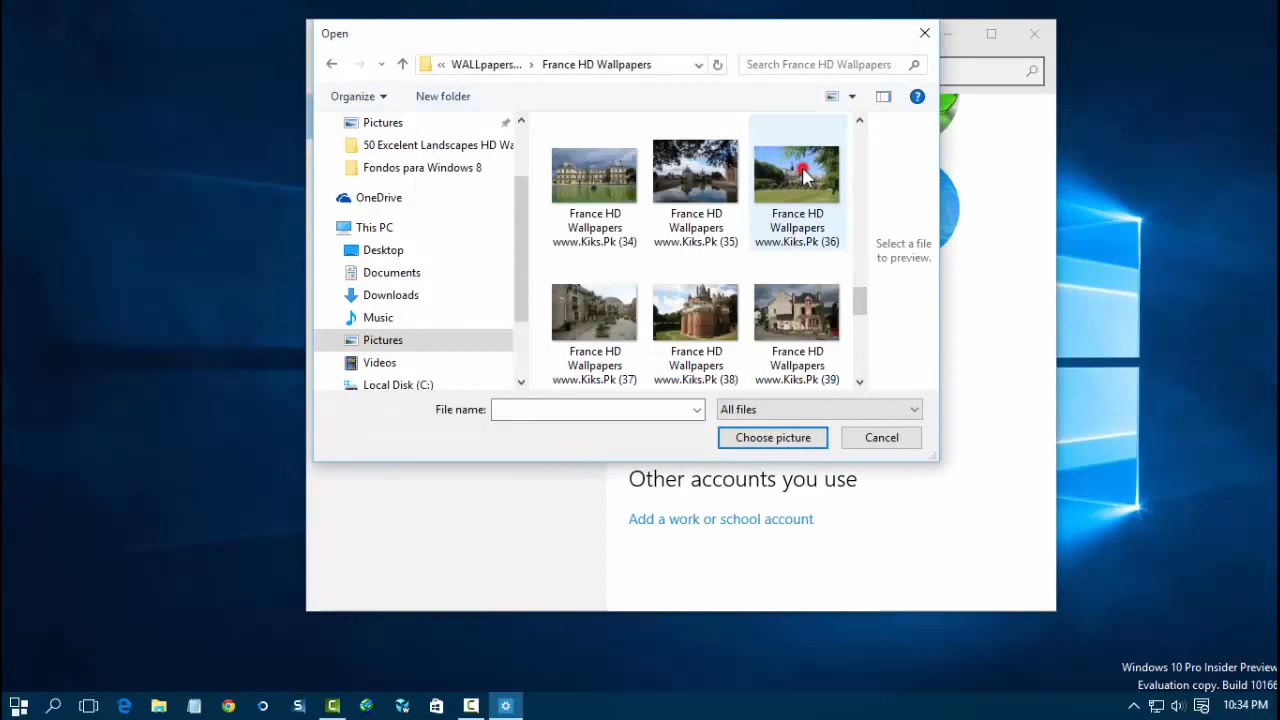 Open
« WALLpapers... › France HD Wallpapers
Search France HD Wallpapers
Organize
New folder
Pictures
50 Excelent Landscapes HD Wa
Fondos para Windows 8
OneDrive
This PC
Desktop
Documents
Downloads
Music
Pictures
Videos
Local Disk (C:)
France HD
Wallpapers
www.Kiks.Pk (34)
France HD
Wallpapers
www.Kiks.Pk (35)
France HD
Wallpapers
www.Kiks.Pk (36)
France HD
Wallpapers
www.Kiks.Pk (37)
France HD
Wallpapers
www.Kiks.Pk (38)
France HD
Wallpapers
www.Kiks.Pk (39)
Select a file
to preview.
File name:
All files
Choose picture
Cancel
Other accounts you use
Add a work or school account
Windows 10 Pro Insider Preview
Evaluation copy. Build 10166
10:34 PM